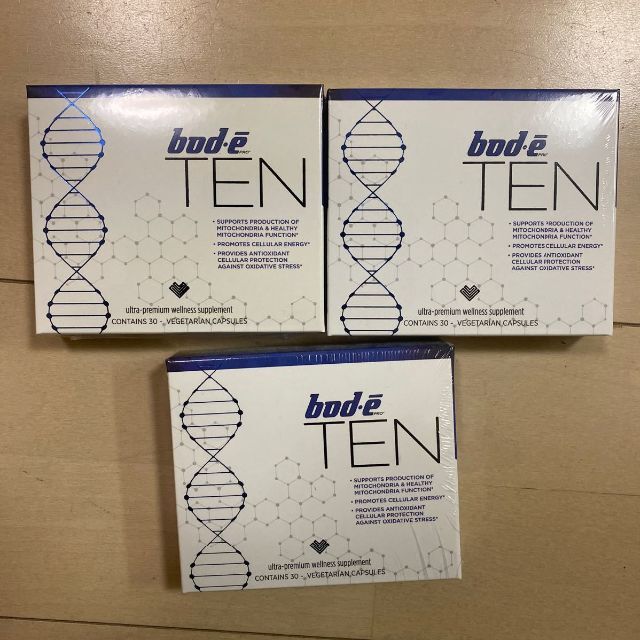 bod·ē
PRO™
TEN
• SUPPORTS PRODUCTION OF
MITOCHONDRIA & HEALTHY
MITOCHONDRIA FUNCTION*
• PROMOTES CELLULAR ENERGY*
• PROVIDES ANTIOXIDANT
CELLULAR PROTECTION
AGAINST OXIDATIVE STRESS*
ultra-premium wellness supplement
CONTAINS 30 - VEGETARIAN CAPSULES
bod·ē
PRO™
TEN
• SUPPORTS PRODUCTION OF
MITOCHONDRIA & HEALTHY
MITOCHONDRIA FUNCTION*
• PROMOTES CELLULAR ENERGY*
• PROVIDES ANTIOXIDANT
CELLULAR PROTECTION
AGAINST OXIDATIVE STRESS*
ultra-premium wellness supplement
CONTAINS 30 - VEGETARIAN CAPSULES
bod·ē
PRO™
TEN
• SUPPORTS PRODUCTION OF
MITOCHONDRIA & HEALTHY
MITOCHONDRIA FUNCTION*
• PROMOTES CELLULAR ENERGY*
• PROVIDES ANTIOXIDANT
CELLULAR PROTECTION
AGAINST OXIDATIVE STRESS*
ultra-premium wellness supplement
CONTAINS 30 - VEGETARIAN CAPSULES